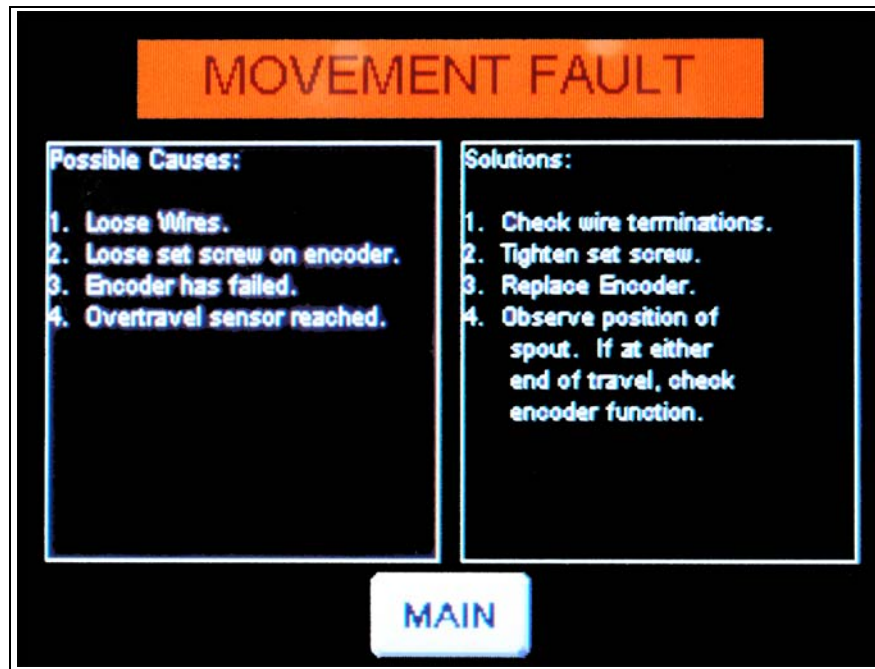 MOVEMENT FAULT
Possible Causes:
1. Loose Wires.
2. Loose set screw on encoder.
3. Encoder has failed.
4. Overtravel sensor reached.
Solutions:
1. Check wire terminations.
2. Tighten set screw.
3. Replace Encoder.
4. Observe position of
spout. If at either
end of travel, check
encoder function.
MAIN